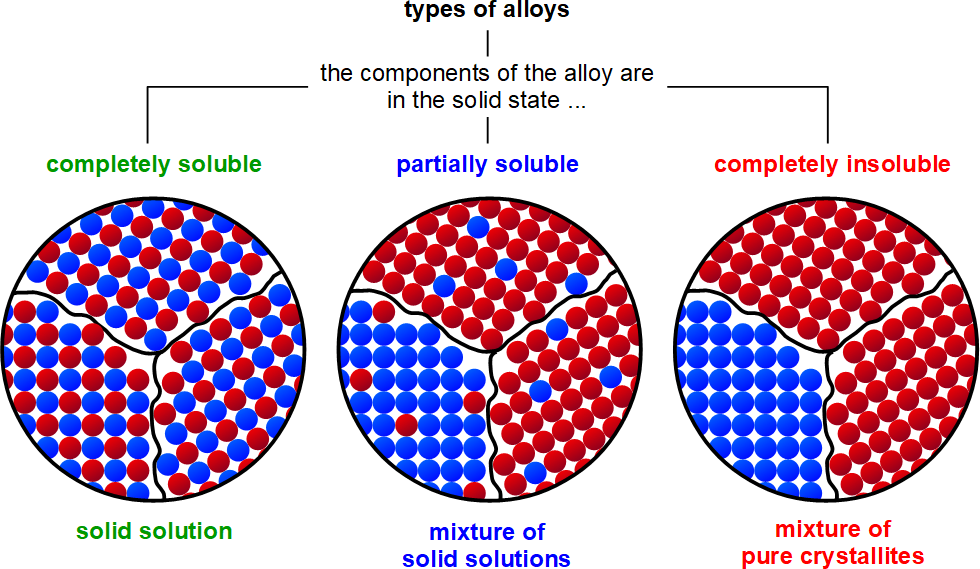 types of alloys
the components of the alloy are
in the solid state ...
completely soluble
partially soluble
completely insoluble
solid solution
mixture of
solid solutions
mixture of
pure crystallites